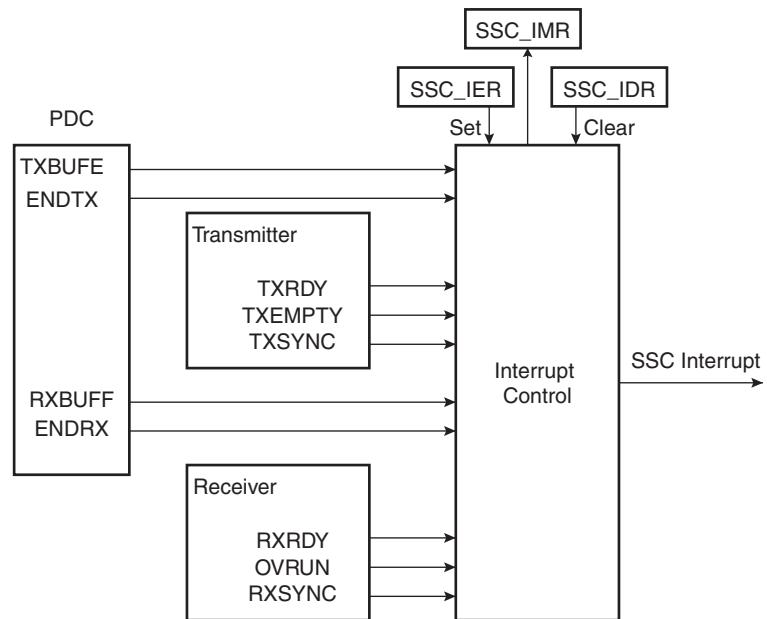 SSC_IMR
SSC_IER
SSC_IDR
PDC
Set
Clear
TXBUFE
ENDTX
Transmitter
TXRDY
TXEMPTY
TXSYNC
RXBUFF
ENDRX
Interrupt
Control
SSC Interrupt
Receiver
RXRDY
OVRUN
RXSYNC